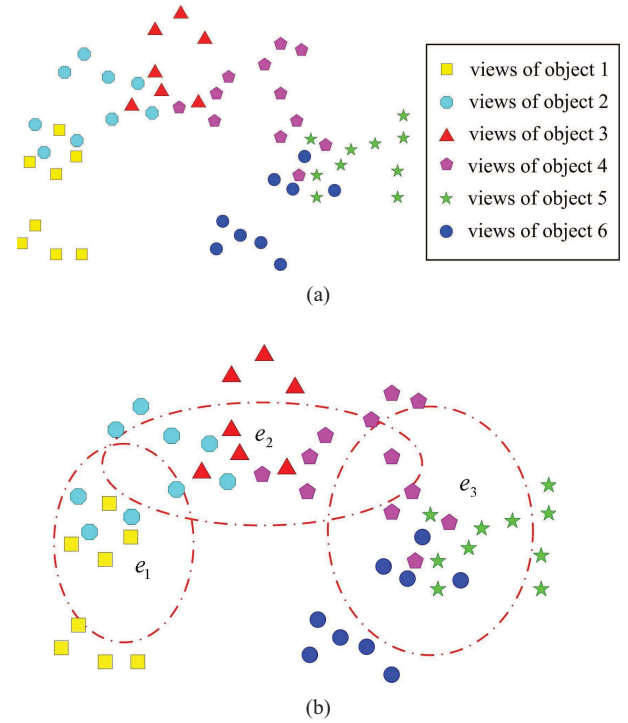 views of object 1
views of object 2
views of object 3
views of object 4
views of object 5
views of object 6
(a)
e2
e3
e1
(b)